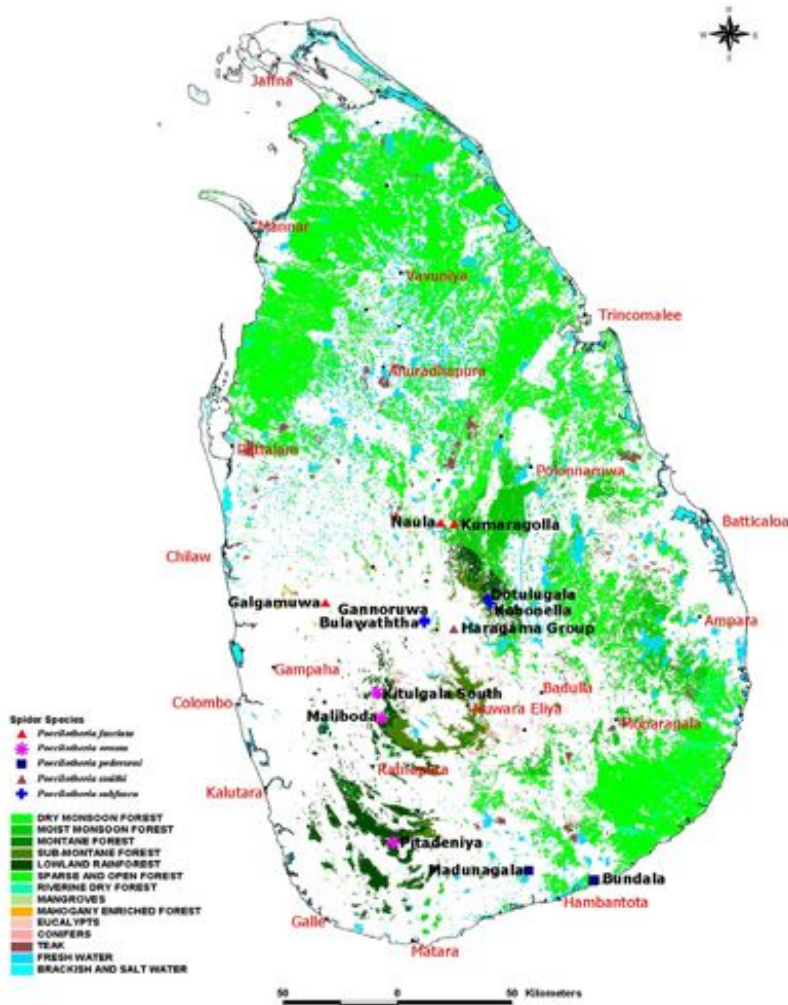 Jaffna
Mannar
Vavuniya
Trincomalee
Anuradhapura
Puttalam
Polonnaruwa
Naula
Kumaragolla
Batticaloa
Chilaw
Dotulugala
Galgamuwa
Kobonella
Gannoruwa
Bulawaththa
Haragama Group
Ampara
Gampaha
Kitulgala South
Badulla
Colombo
Maliboda
Nuwara Eliya
Monaragala
Spider Species
Poecilotheria fasciata
Poecilotheria ornata
Poecilotheria pederseni
Poecilotheria smithi
Poecilotheria subfusca
Ratnapura
Kalutara
DRY MONSOON FOREST
MOIST MONSOON FOREST
MONTANE FOREST
SUB-MONTANE FOREST
LOWLAND RAINFOREST
SPARSE AND OPEN FOREST
RIVERINE DRY FOREST
MANGROVES
MAHOGANY ENRICHED FOREST
EUCALYPTS
CONIFERS
TEAK
FRESH WATER
BRACKISH AND SALT WATER
Pitadeniya
Madunagala
Bundala
Hambantota
Galle
Matara
50 0 50 Kilometers